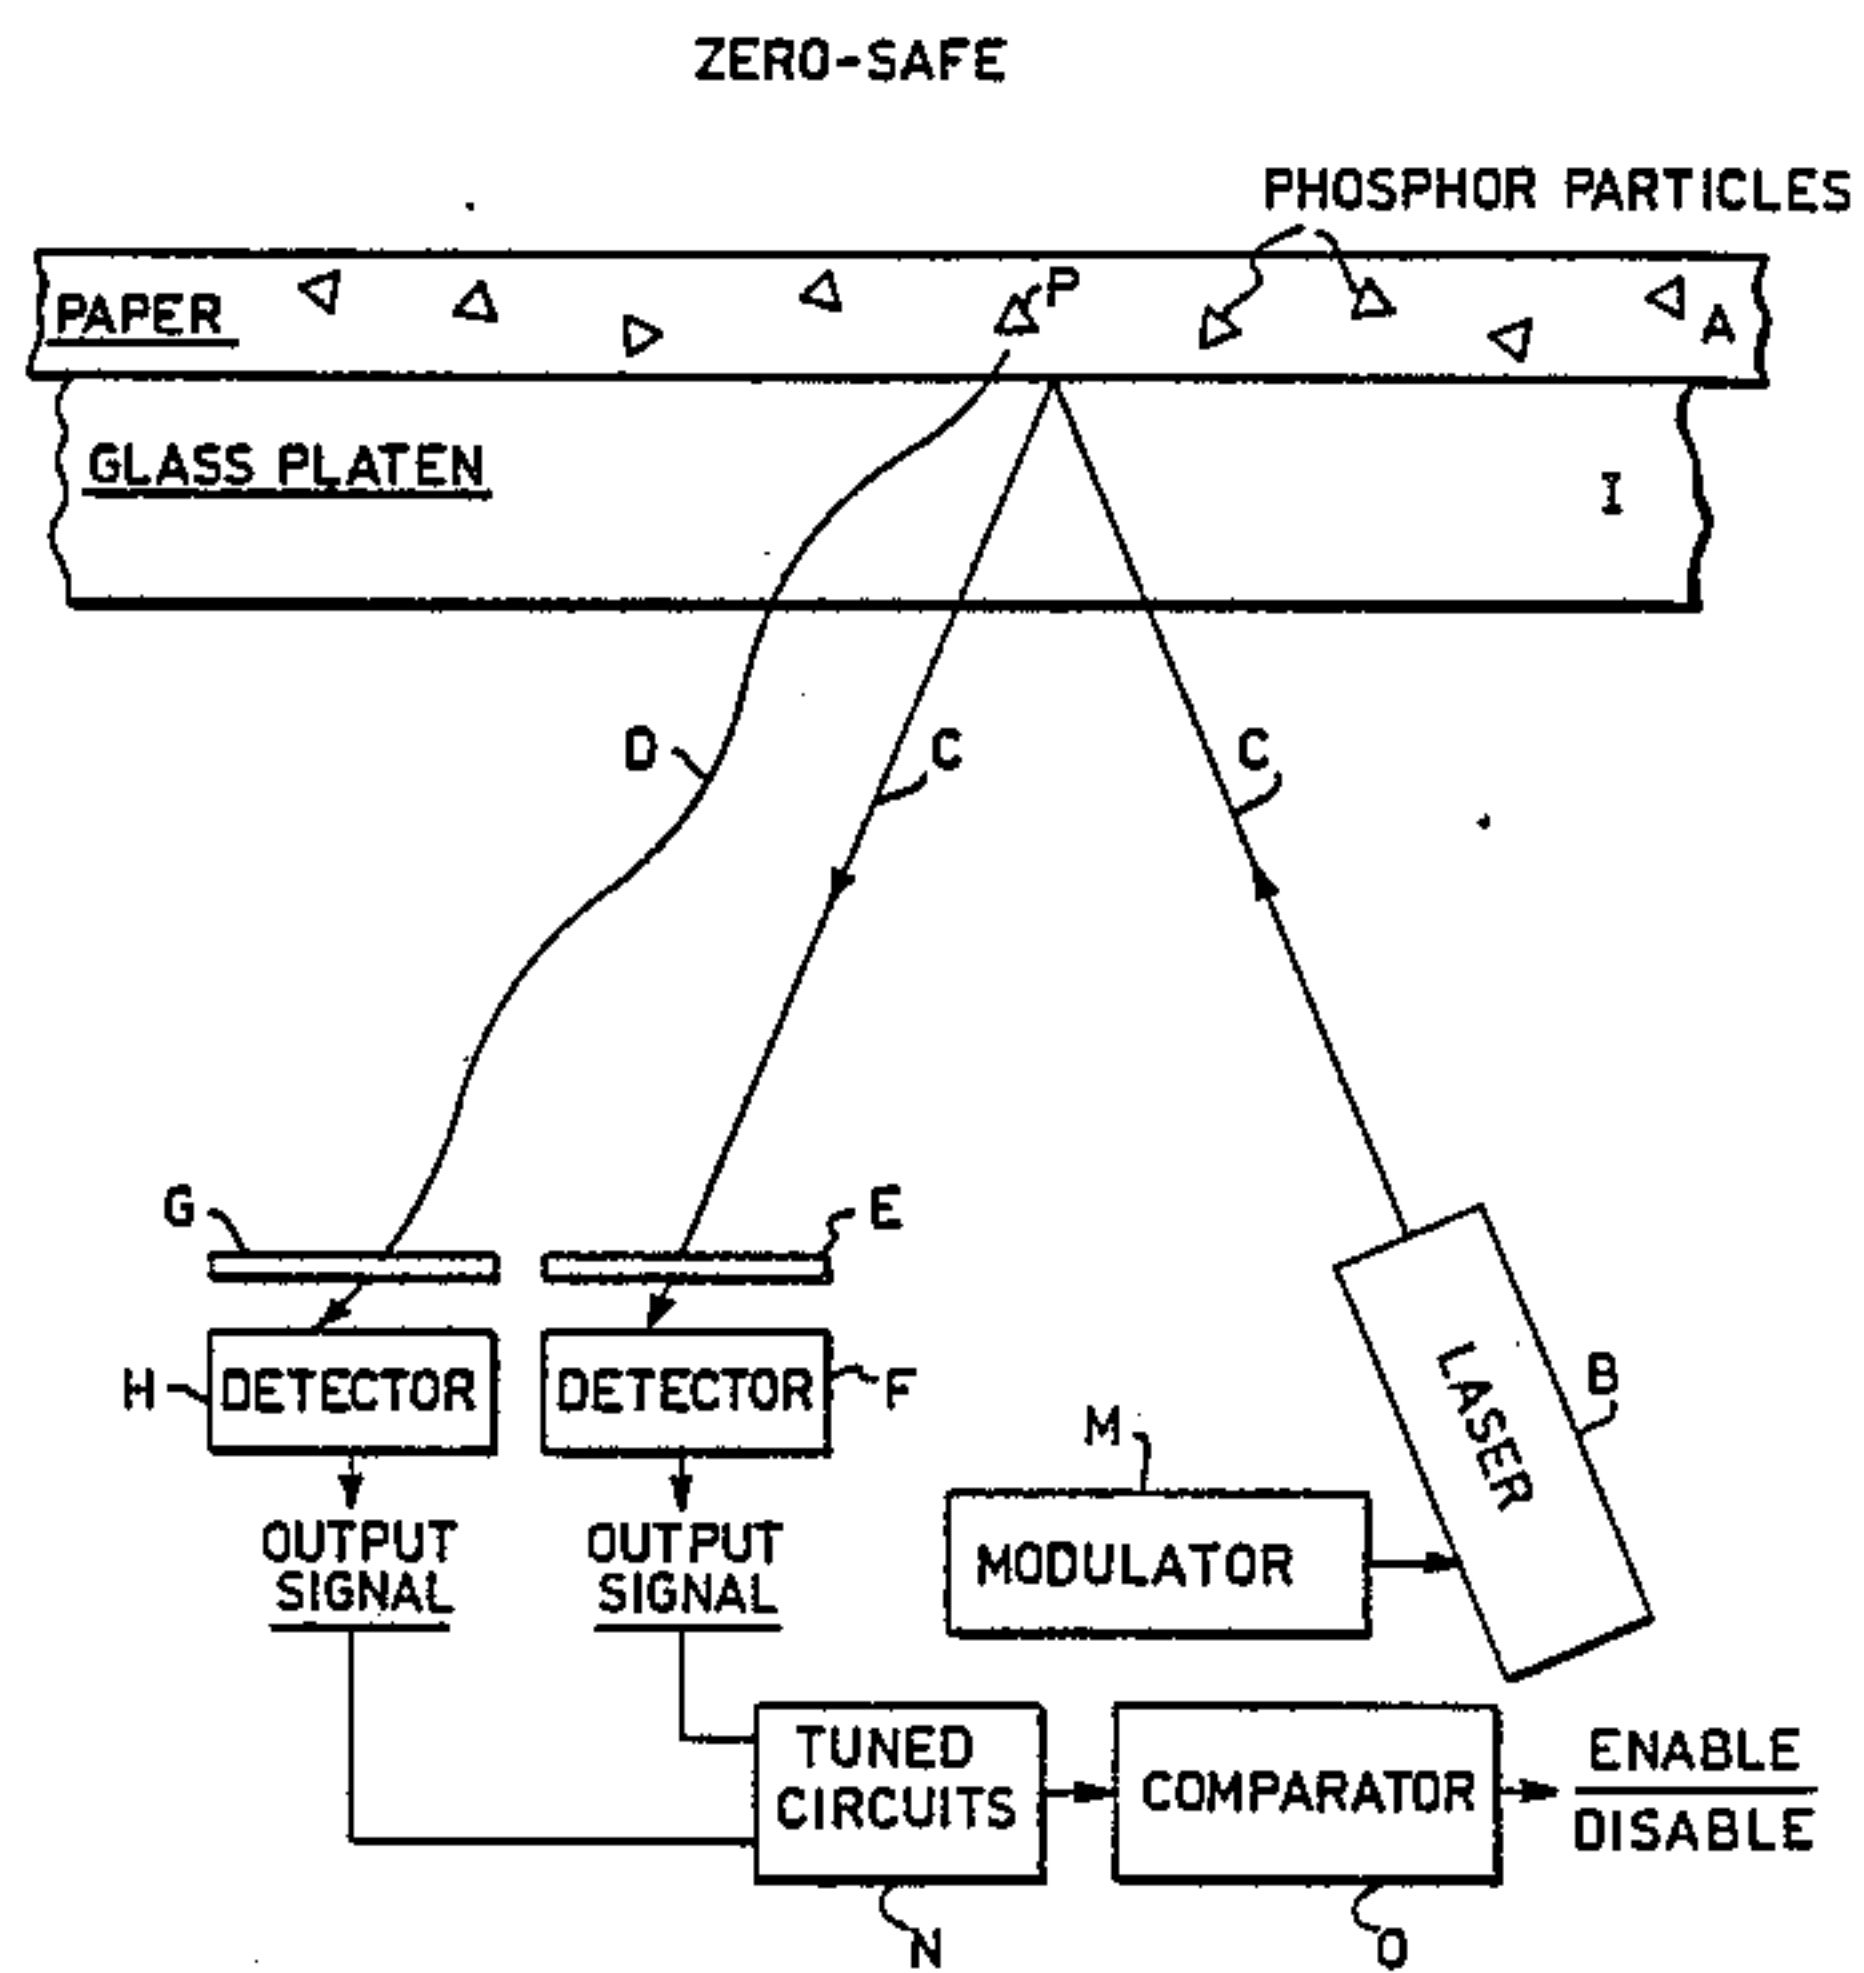 ZERO-SAFE
PHOSPHOR PARTICLES
PAPER
P
A
GLASS PLATEN
I
D
C
C
G
E
H
DETECTOR
DETECTOR
F
LASER
B
M
MODULATOR
OUTPUT
SIGNAL
OUTPUT
SIGNAL
TUNED
CIRCUITS
COMPARATOR
ENABLE
DISABLE
N
O